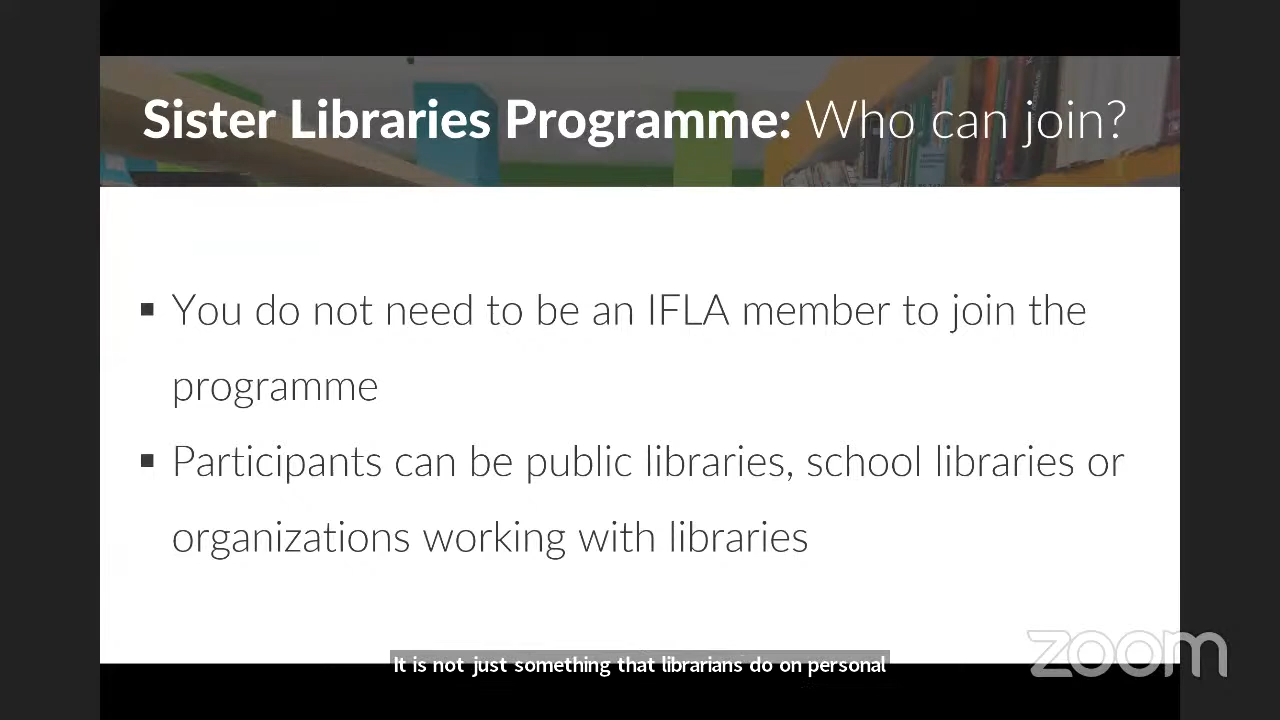 Sister Libraries Programme: Who can join?
▪ You do not need to be an IFLA member to join the
programme
▪ Participants can be public libraries, school libraries or
organizations working with libraries
It is not just something that librarians do on personal
zoom